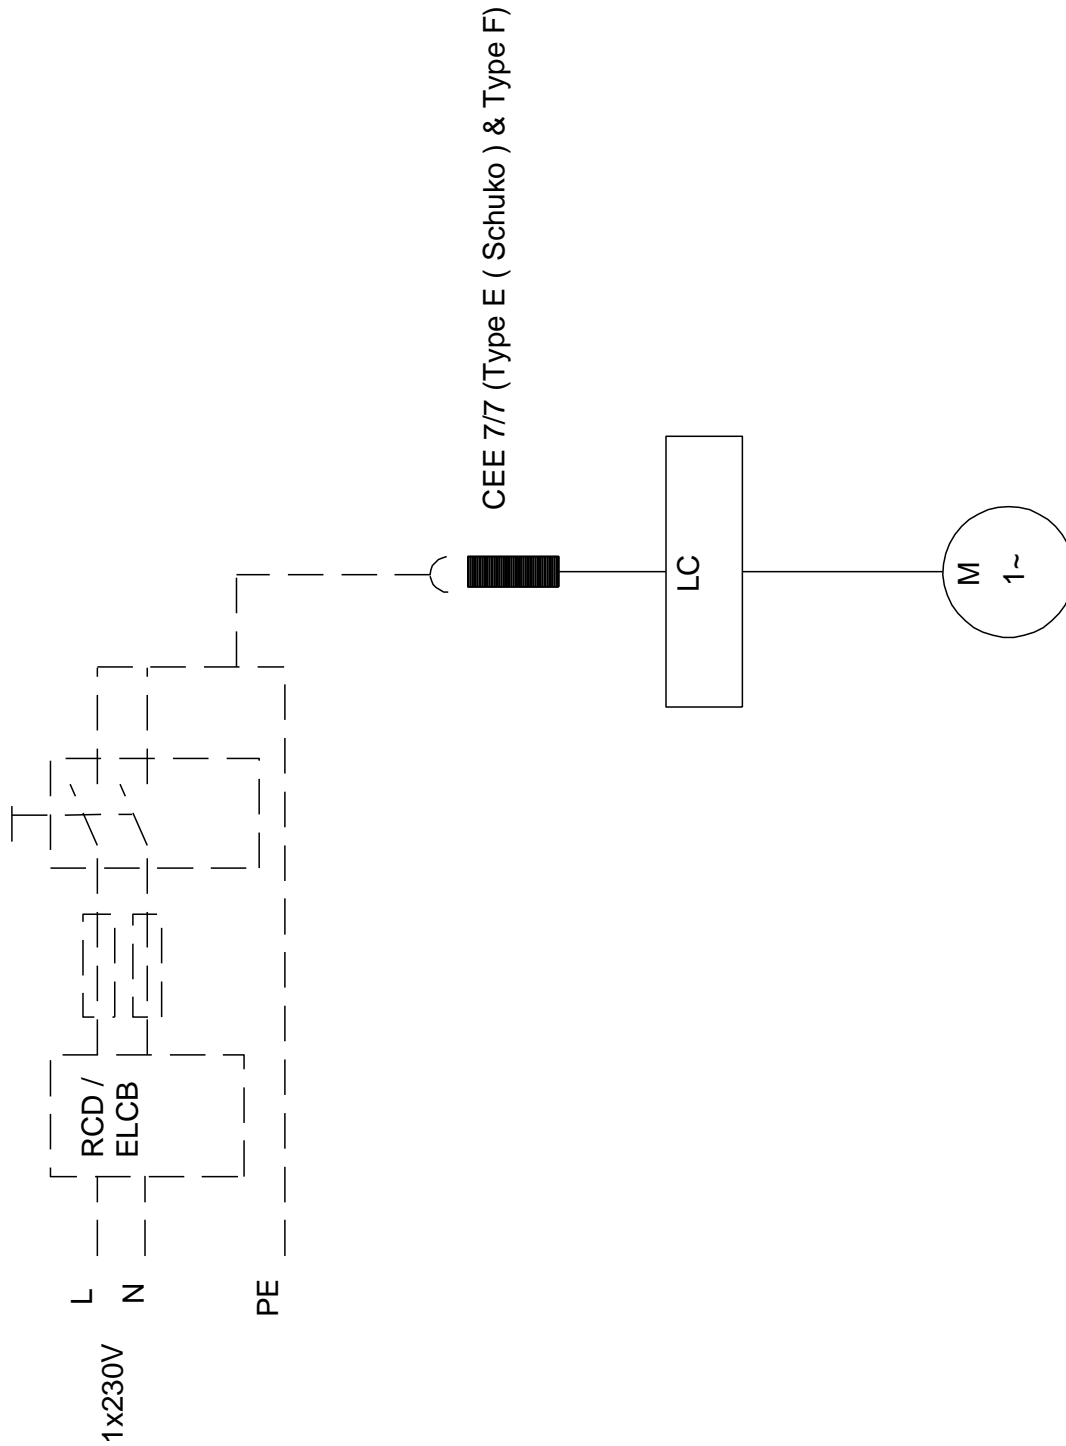 1x230V
L
N
PE
RCD /
ELCB
CEE 7/7 (Type E ( Schuko ) & Type F)
LC
M
1~